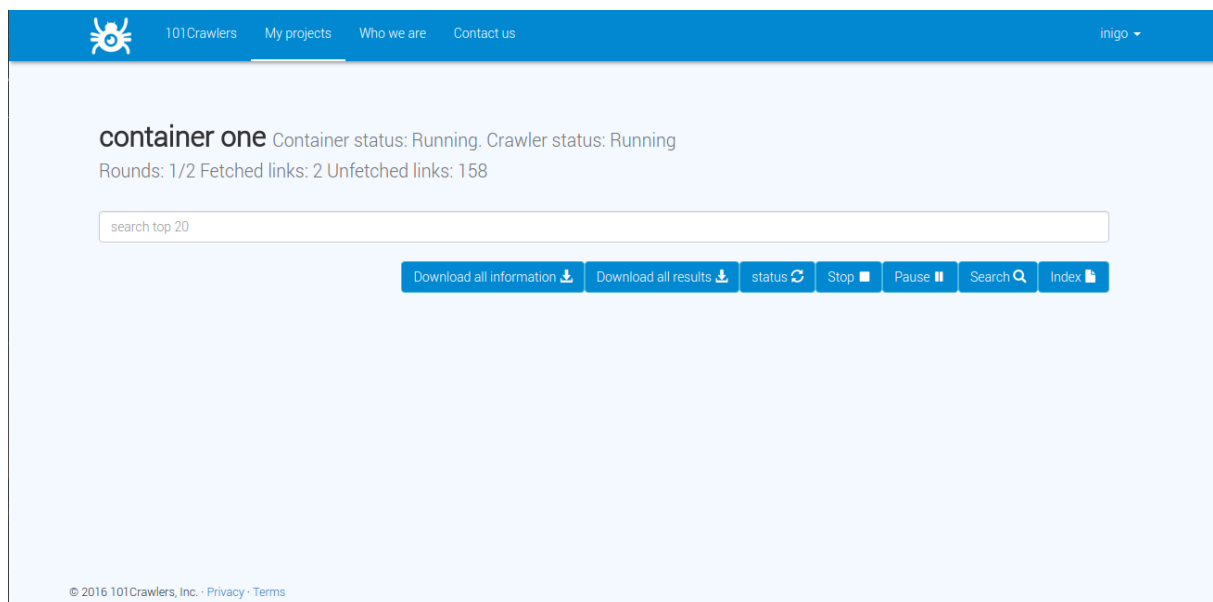 101Crawlers My projects Who we are Contact us inigo
container one Container status: Running. Crawler status: Running
Rounds: 1/2 Fetched links: 2 Unfetched links: 158
search top 20
Download all information Download all results status Stop Pause Search Index
© 2016 101Crawlers, Inc. · Privacy · Terms